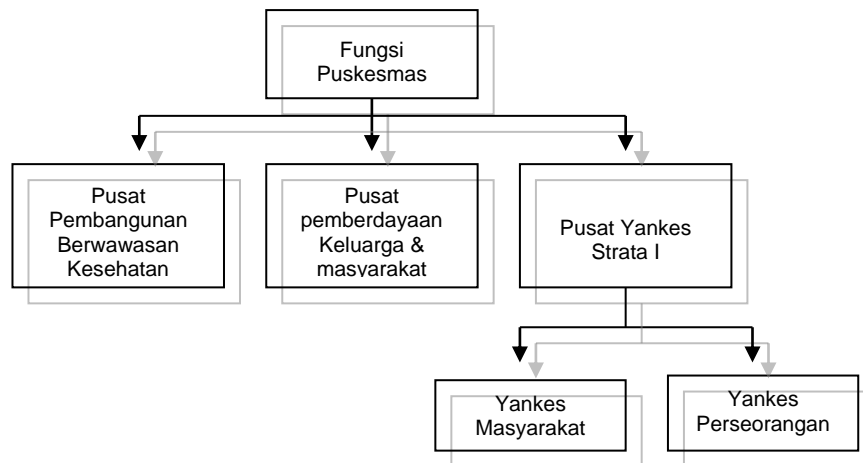 Fungsi
Puskesmas
Pusat
Pembangunan
Berwawasan
Kesehatan
Pusat
pemberdayaan
Keluarga &
masyarakat
Pusat Yankes
Strata I
Yankes
Masyarakat
Yankes
Perseorangan